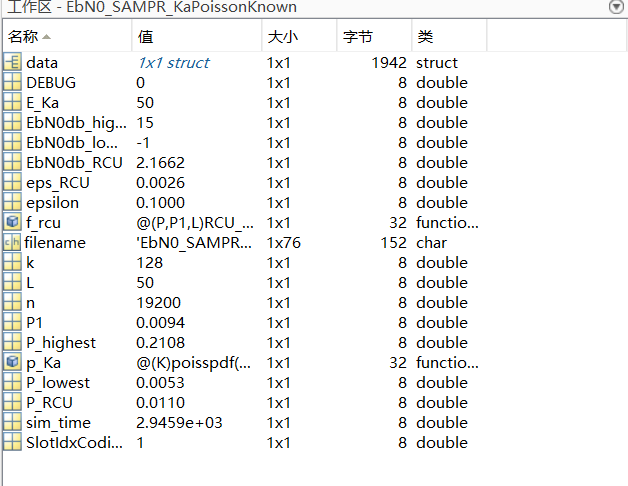 工作区 - EbN0_SAMPR_KaPoissonKnown
名称 值 大小 字节 类
data 1x1 struct 1x1 1942 struct
DEBUG 0 1x1 8 double
E_Ka 50 1x1 8 double
EbN0db_hig... 15 1x1 8 double
EbN0db_lo... -1 1x1 8 double
EbN0db_RCU 2.1662 1x1 8 double
eps_RCU 0.0026 1x1 8 double
epsilon 0.1000 1x1 8 double
f_rcu @(P,P1,L)RCU_... 1x1 32 functio...
filename 'EbN0_SAMPR... 1x76 152 char
k 128 1x1 8 double
L 50 1x1 8 double
n 19200 1x1 8 double
P1 0.0094 1x1 8 double
P_highest 0.2108 1x1 8 double
p_Ka @(K)poisspdf(... 1x1 32 functio...
P_lowest 0.0053 1x1 8 double
P_RCU 0.0110 1x1 8 double
sim_time 2.9459e+03 1x1 8 double
SlotIdxCodi... 1 1x1 8 double